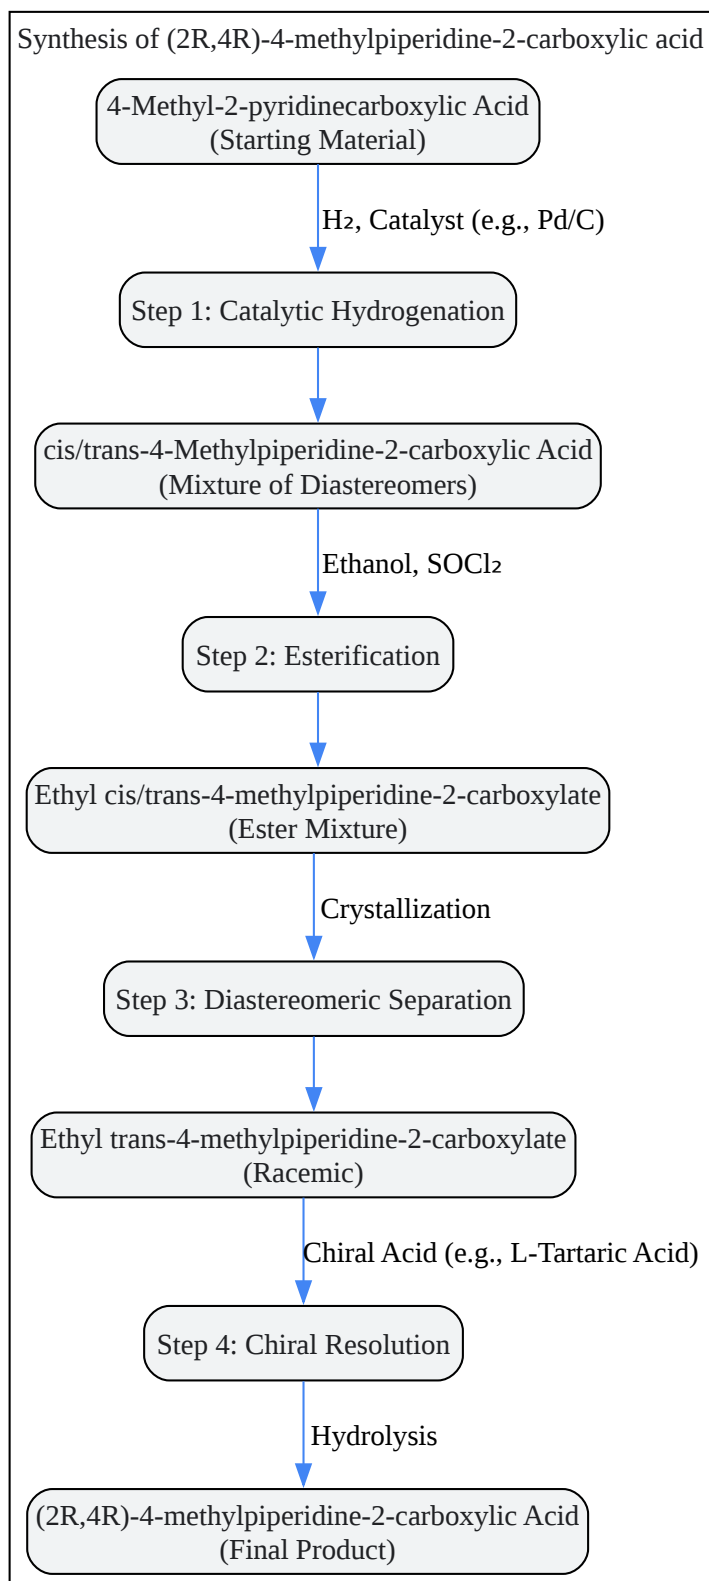 Synthesis of (2R,4R)-4-methylpiperidine-2-carboxylic acid
4-Methyl-2-pyridinecarboxylic Acid
(Starting Material)
H₂, Catalyst (e.g., Pd/C)
Step 1: Catalytic Hydrogenation
cis/trans-4-Methylpiperidine-2-carboxylic Acid
(Mixture of Diastereomers)
Ethanol, SOCl₂
Step 2: Esterification
Ethyl cis/trans-4-methylpiperidine-2-carboxylate
(Ester Mixture)
Crystallization
Step 3: Diastereomeric Separation
Ethyl trans-4-methylpiperidine-2-carboxylate
(Racemic)
Chiral Acid (e.g., L-Tartaric Acid)
Step 4: Chiral Resolution
Hydrolysis
(2R,4R)-4-methylpiperidine-2-carboxylic Acid
(Final Product)